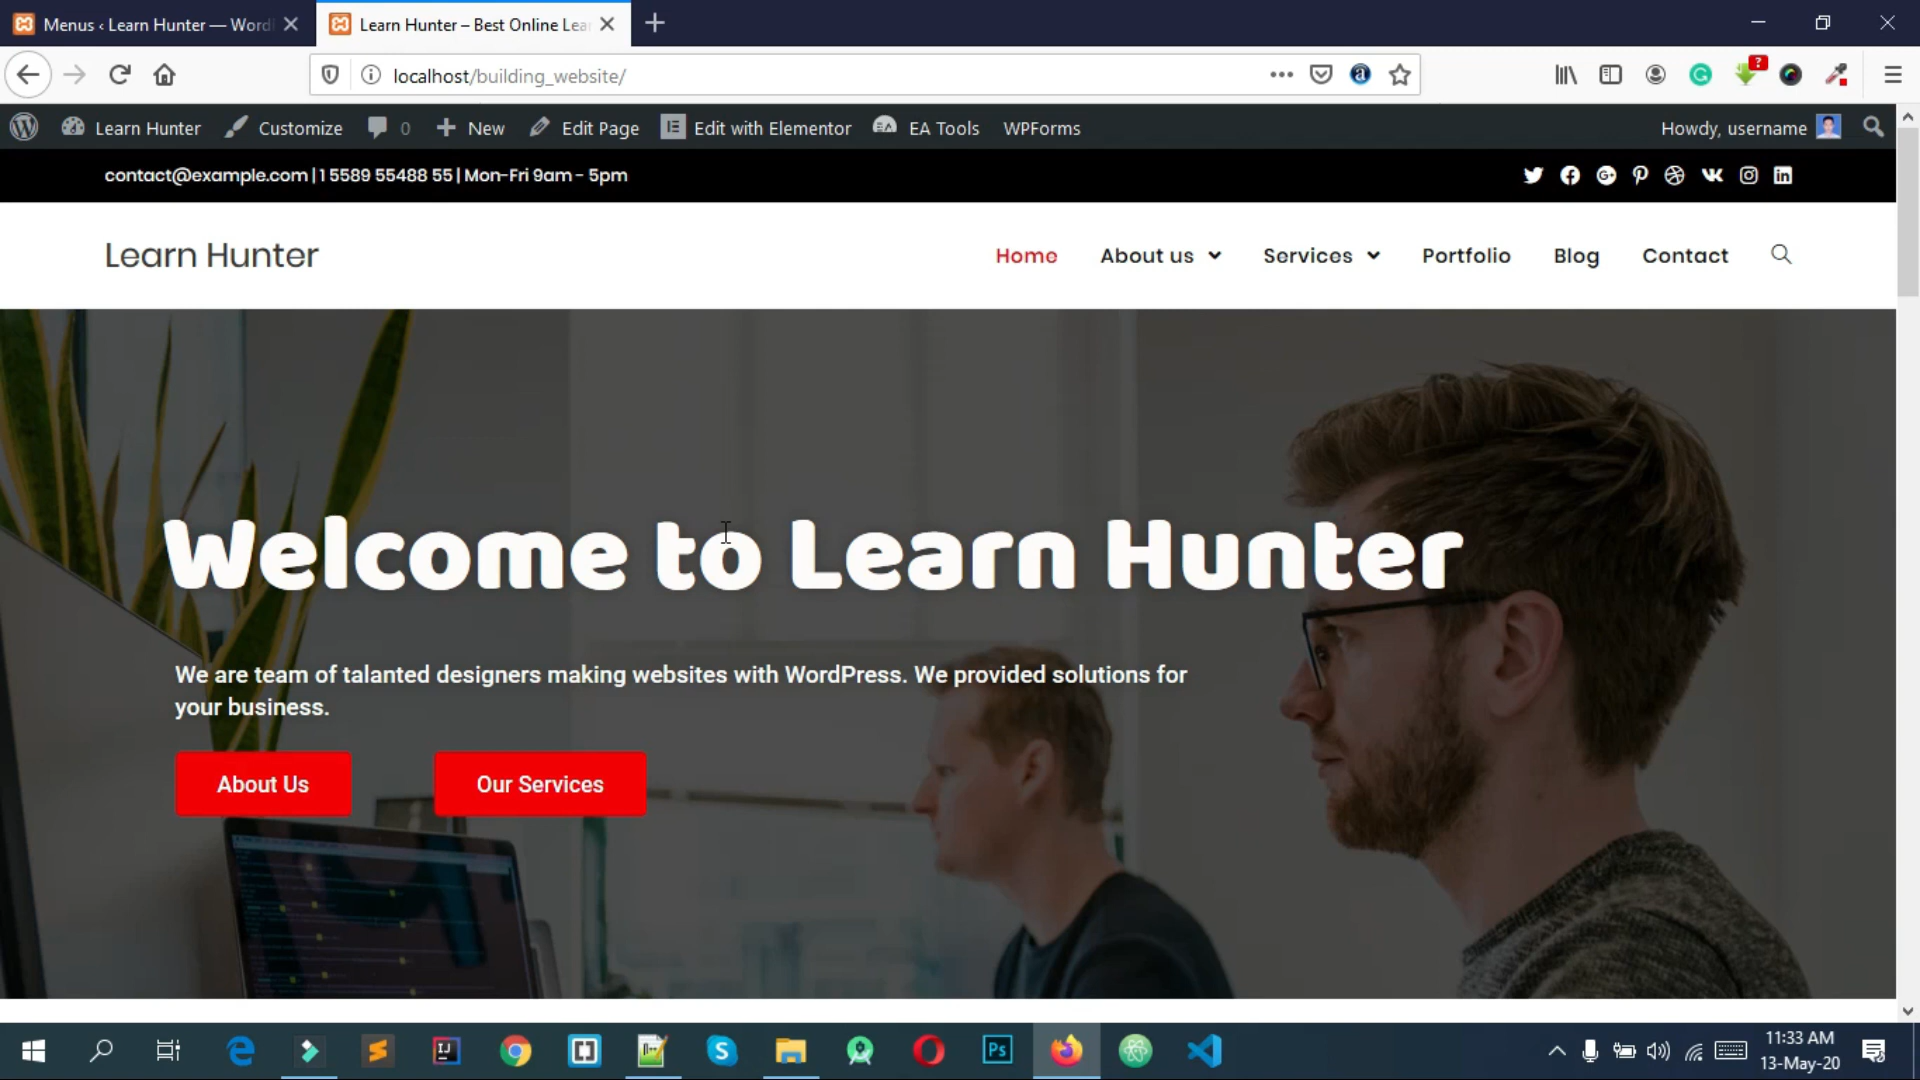 Menus ‹ Learn Hunter — Word
Learn Hunter – Best Online Lea
localhost/building_website/
?
Learn Hunter
Customize
0
New
Edit Page
Edit with Elementor
EA Tools
WPForms
Howdy, username
contact@example.com | 1 5589 55488 55 | Mon-Fri 9am - 5pm
Learn Hunter
Home
About us
Services
Portfolio
Blog
Contact
Welcome to Learn Hunter
We are team of talanted designers making websites with WordPress. We provided solutions for
your business.
About Us
Our Services
11:33 AM
13-May-20